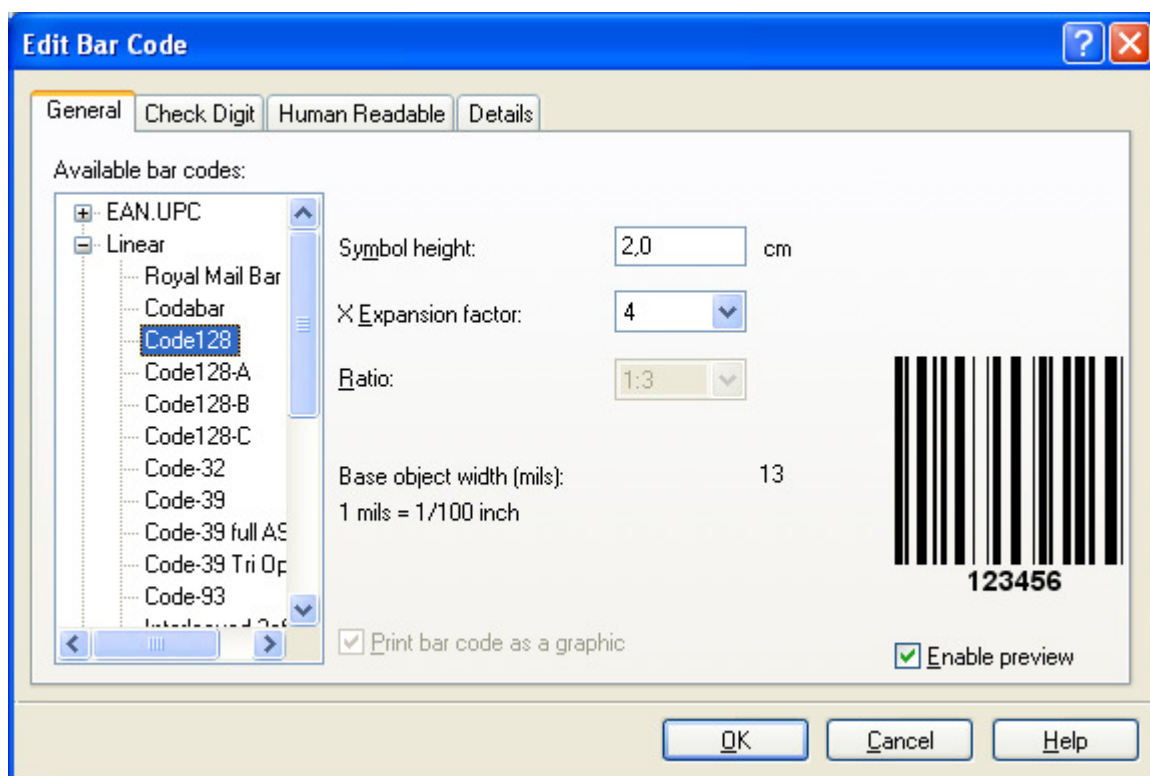 Edit Bar Code
General Check Digit Human Readable Details
Available bar codes:
EAN.UPC
Linear
Royal Mail Bar
Codabar
Code128
Code128-A
Code128-B
Code128-C
Code-32
Code-39
Code-39 full AS
Code-39 Tri Op
Code-93
Symbol height: 2,0 cm
X Expansion factor: 4
Ratio: 1:3
Base object width (mils): 13
1 mils = 1/100 inch
Print bar code as a graphic
123456
Enable preview
OK Cancel Help